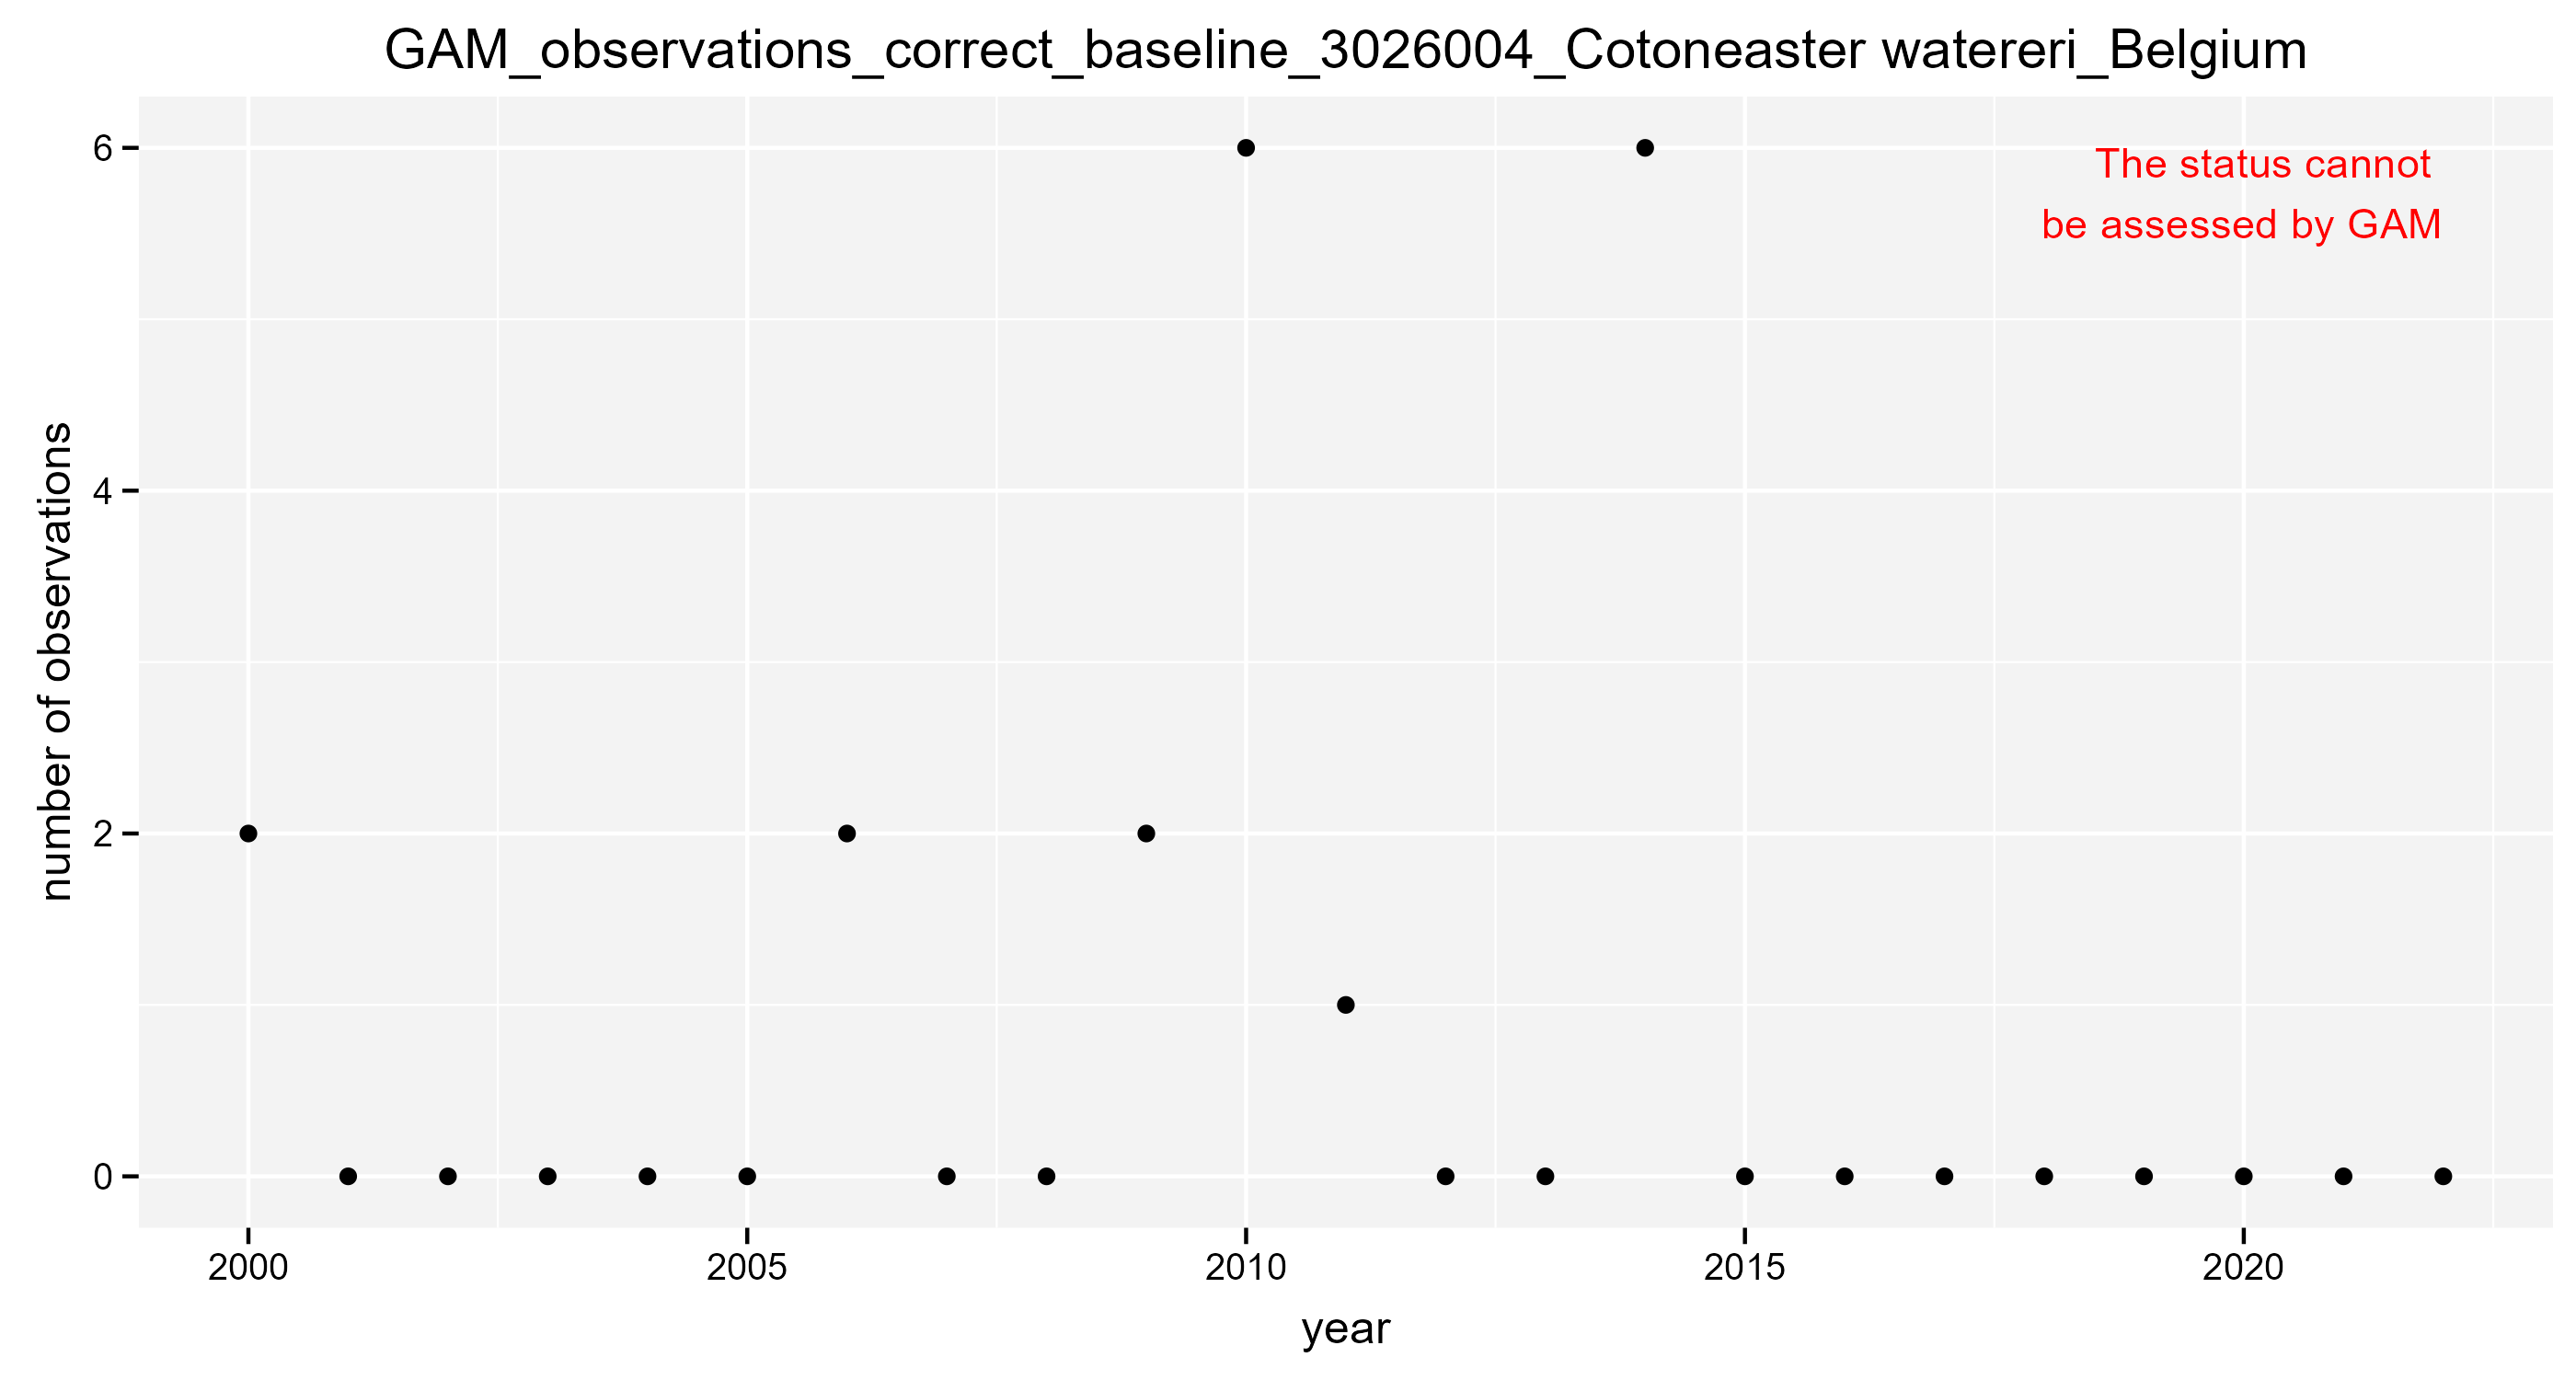 GAM_observations_correct_baseline_3026004_Cotoneaster watereri_Belgium
6
The status cannot
be assessed by GAM
4
number of observations
2
0
2000 2005 2010 2015 2020
year